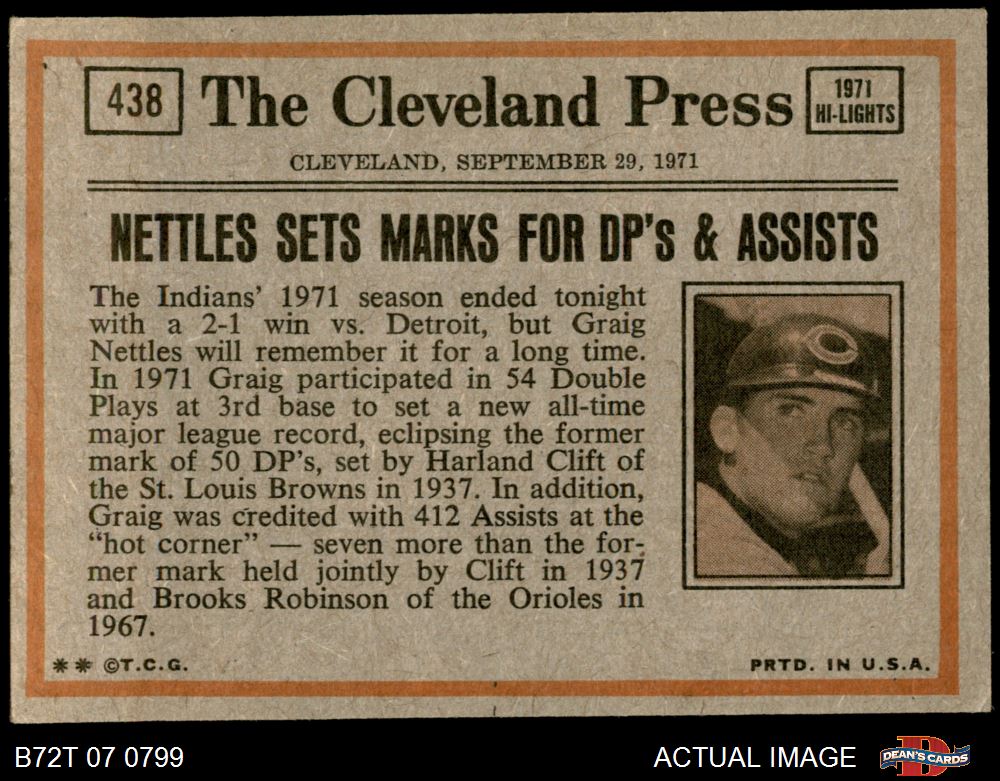 438
The Cleveland Press
1971
HI-LIGHTS
CLEVELAND, SEPTEMBER 29, 1971
NETTLES SETS MARKS FOR DP's & ASSISTS
The Indians' 1971 season ended tonight
with a 2-1 win vs. Detroit, but Graig
Nettles will remember it for a long time.
In 1971 Graig participated in 54 Double
Plays at 3rd base to set a new all-time
major league record, eclipsing the former
mark of 50 DP's, set by Harland Clift of
the St. Louis Browns in 1937. In addition,
Graig was credited with 412 Assists at the
"hot corner" — seven more than the for-
mer mark held jointly by Clift in 1937
and Brooks Robinson of the Orioles in
1967.
** ©T.C.G.
PRTD. IN U.S.A.
B72T 07 0799
ACTUAL IMAGE
DEAN'S CARDS